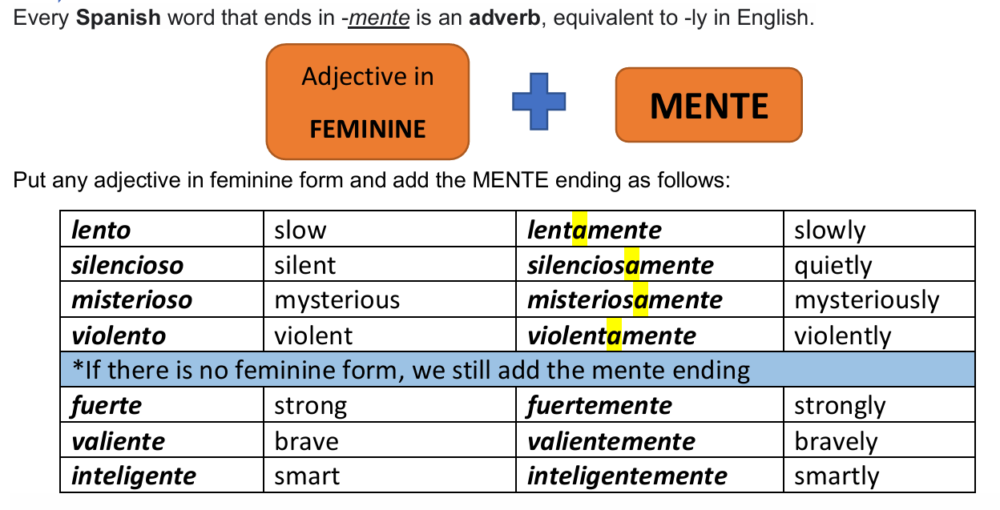 Every Spanish word that ends in -mente is an adverb, equivalent to -ly in English.
Adjective in
FEMININE
MENTE
Put any adjective in feminine form and add the MENTE ending as follows:
lento slow lentamente slowly
silencioso silent silenciosamente quietly
misterioso mysterious misteriosamente mysteriously
violento violent violentamente violently
*If there is no feminine form, we still add the mente ending
fuerte strong fuertemente strongly
valiente brave valientemente bravely
inteligente smart inteligentemente smartly